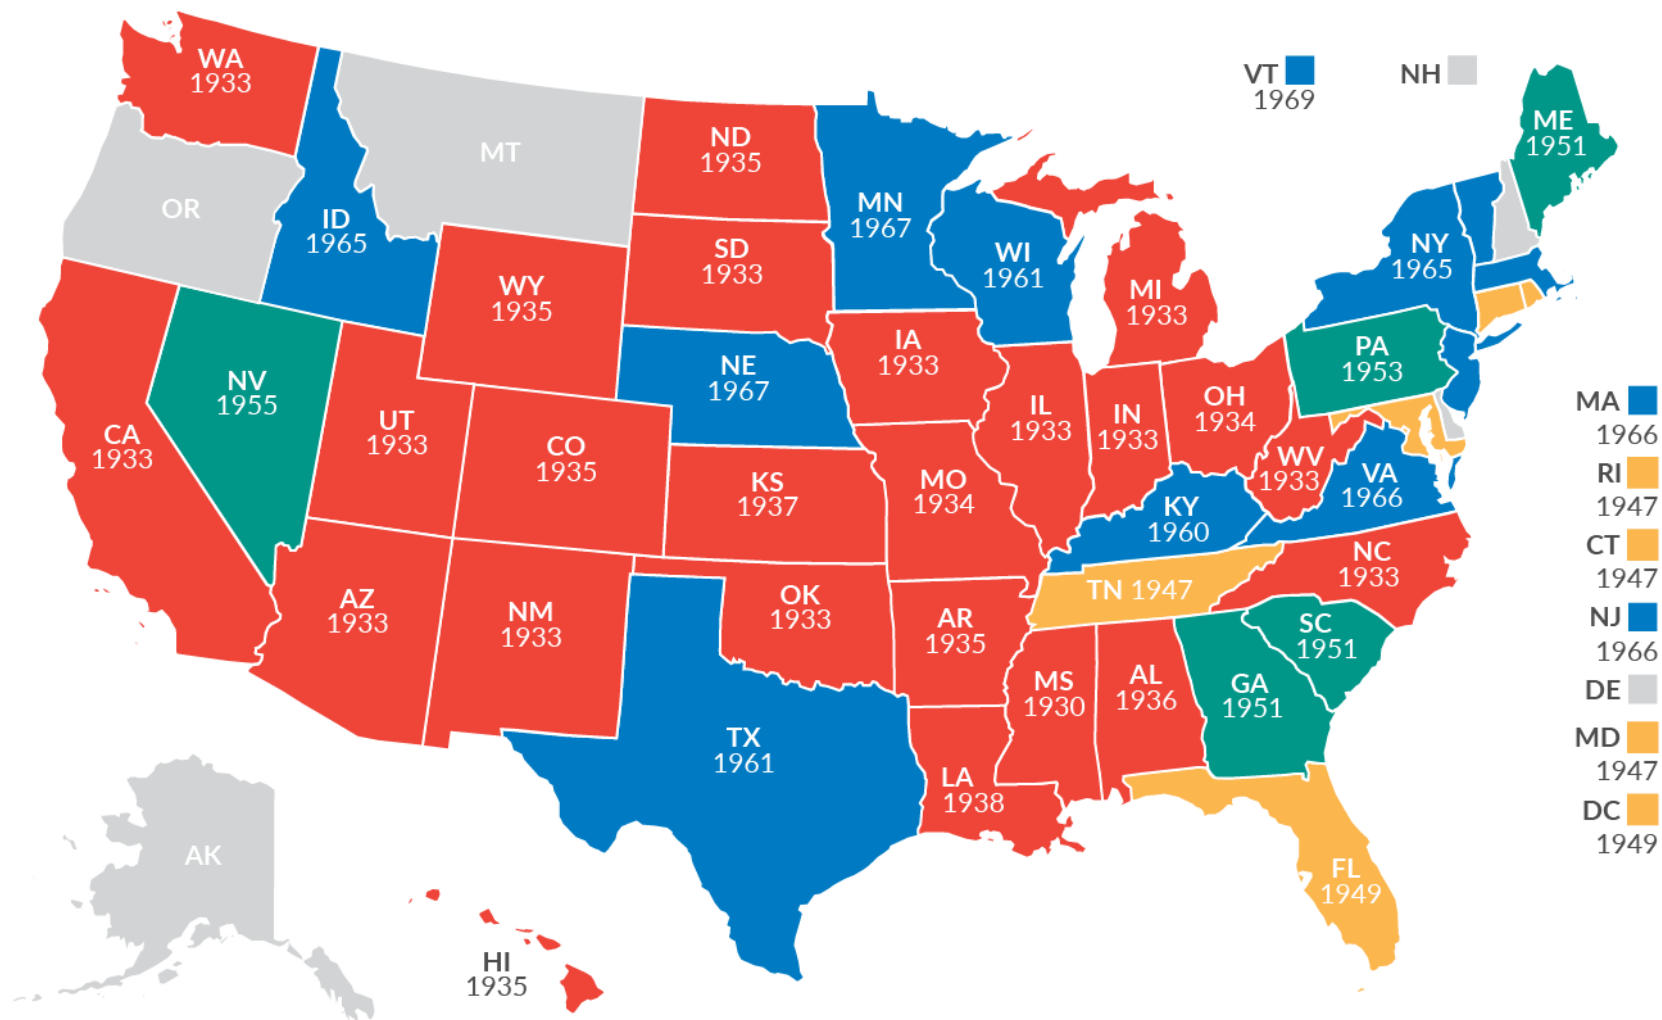 WA
1933
VT
1969
NH
ME
1951
ND
1935
MT
OR
ID
1965
MN
1967
SD
1933
WI
1961
NY
1965
WY
1935
MI
1933
IA
1933
PA
1953
NE
1967
NV
1955
UT
1933
CA
1933
CO
1935
IL
1933
IN
1933
OH
1934
MA
1966
KS
1937
MO
1934
WV
1933
VA
1966
RI
1947
KY
1960
CT
1947
NC
1933
TN 1947
AZ
1933
NM
1933
OK
1933
AR
1935
SC
1951
NJ
1966
MS
1930
AL
1936
GA
1951
DE
TX
1961
MD
1947
LA
1938
DC
1949
AK
FL
1949
HI
1935